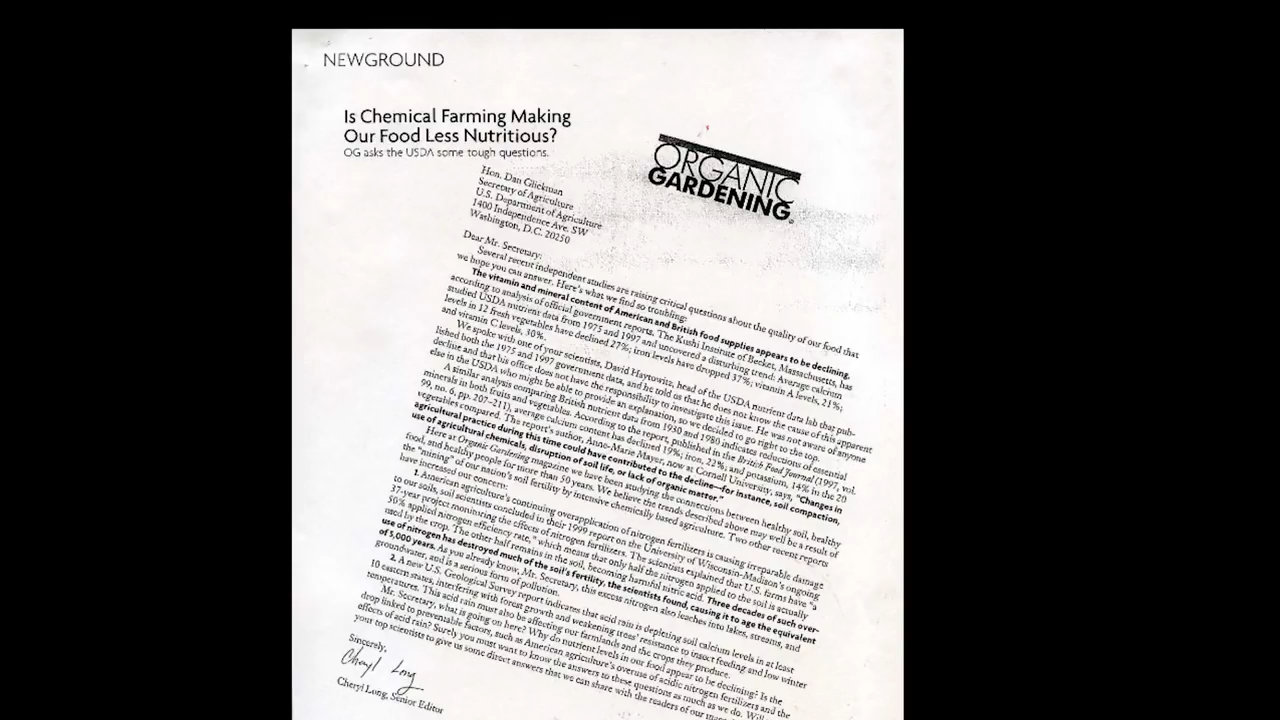 NEWGROUND
Is Chemical Farming Making
Our Food Less Nutritious?
OG asks the USDA some tough questions.
ORGANIC
GARDENING
Hon. Dan Glickman
Secretary of Agriculture
U.S. Department of Agriculture
1400 Independence Ave. SW
Washington, D.C. 20250
Dear Mr. Secretary:
Several recent independent studies are raising critical questions about the quality of our food that
we hope you can answer. Here's what we find so troubling:
The vitamin and mineral content of American and British food supplies appears to be declining,
according to analysis of official government reports. The Kushi Institute of Becket, Massachusetts, has
studied USDA nutrient data from 1975 and 1997 and uncovered a disturbing trend: Average calcium
levels in 12 fresh vegetables have declined 27%; iron levels have dropped 37%; vitamin A levels, 21%;
and vitamin C levels, 30%.
We spoke with one of your scientists, David Haytowitz, head of the USDA nutrient data lab that pub-
lished both the 1975 and 1997 government data, and he told us that he does not know the cause of this apparent
decline and that his office does not have the responsibility to investigate this issue. He was not aware of anyone
else in the USDA who might be able to provide an explanation, so we decided to go right to the top.
A similar analysis comparing British nutrient data from 1930 and 1980 indicates reductions of essential
minerals in both fruits and vegetables. According to the report, published in the British Food Journal (1997, vol.
99, no. 6, pp. 207–211), average calcium content has declined 19%; iron, 22%; and potassium, 14% in the 20
vegetables compared. The report's author, Anne-Marie Mayer, now at Cornell University, says, "Changes in
agricultural practice during this time could have contributed to the decline—for instance, soil compaction,
use of agricultural chemicals, disruption of soil life, or lack of organic matter."
Here at Organic Gardening magazine we have been studying the connections between healthy soil, healthy
food, and healthy people for more than 50 years. We believe the trends described above may well be a result of
the "mining" of our nation's soil fertility by intensive chemically based agriculture. Two other recent reports
have increased our concern:
1. American agriculture's continuing overapplication of nitrogen fertilizers is causing irreparable damage
to our soils, soil scientists concluded in their 1999 report on the University of Wisconsin-Madison's ongoing
37-year project monitoring the effects of nitrogen fertilizers. The scientists explained that U.S. farms have "a
50% applied nitrogen efficiency rate," which means that only half the nitrogen applied to the soil is actually
used by the crop. The other half remains in the soil, becoming harmful nitric acid. Three decades of such over-
use of nitrogen has destroyed much of the soil's fertility, the scientists found, causing it to age the equivalent
of 5,000 years. As you already know, Mr. Secretary, this excess nitrogen also leaches into lakes, streams, and
groundwater, and is a serious form of pollution.
2. A new U.S. Geological Survey report indicates that acid rain is depleting soil calcium levels in at least
10 eastern states, interfering with forest growth and weakening trees' resistance to insect feeding and low winter
temperatures. This acid rain must also be affecting our farmlands and the crops they produce.
Mr. Secretary, what is going on here? Why do nutrient levels in our food appear to be declining? Is the
drop linked to preventable factors, such as American agriculture's overuse of acidic nitrogen fertilizers and the
effects of acid rain? Surely you must want to know the answers to these questions as much as we do. Will
your top scientists to give us some direct answers that we can share with the readers of our
Sincerely,
Cheryl Long
Cheryl Long, Senior Editor